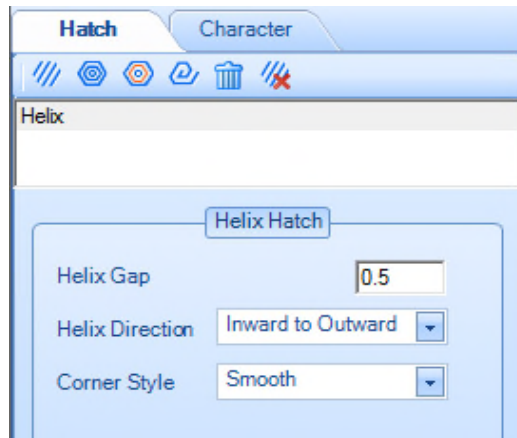 Hatch Character
Helix
Helix Hatch
Helix Gap 0.5
Helix Direction Inward to Outward
Corner Style Smooth